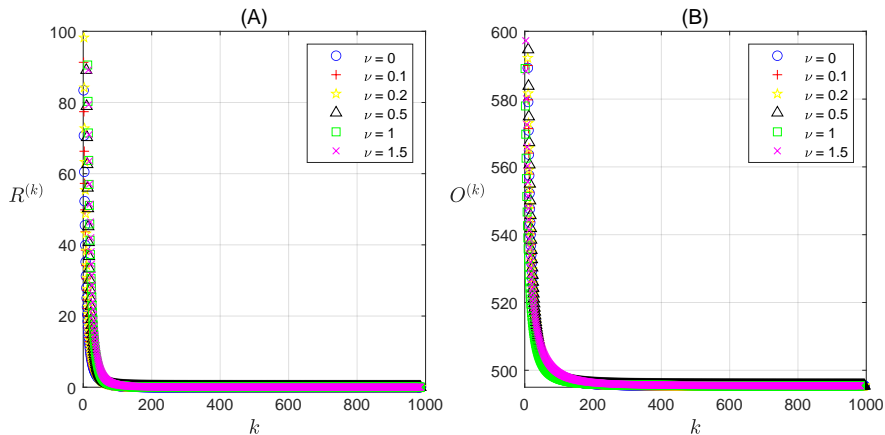 (A)
100
80
60
40
20
0
R^(k)
0 200 400 600 800 1000
k
ν = 0
ν = 0.1
ν = 0.2
ν = 0.5
ν = 1
ν = 1.5
(B)
600
580
560
540
520
500
O^(k)
0 200 400 600 800 1000
k
ν = 0
ν = 0.1
ν = 0.2
ν = 0.5
ν = 1
ν = 1.5